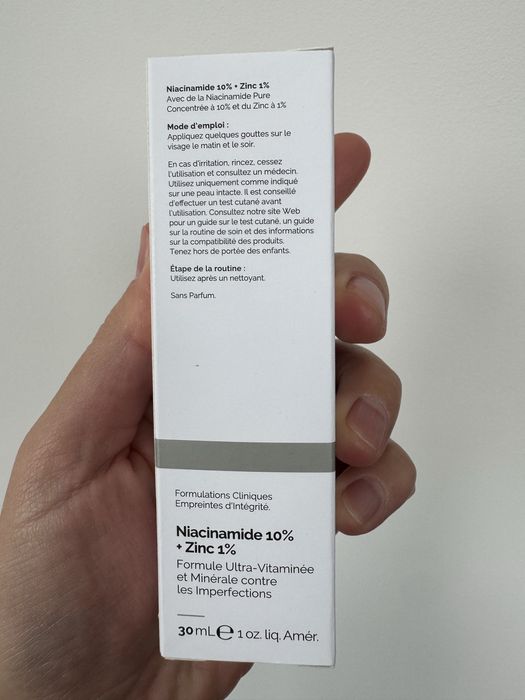 Niacinamide 10% + Zinc 1%
Avec de la Niacinamide Pure
Concentrée à 10% et du Zinc à 1%
Mode d'emploi :
Appliquez quelques gouttes sur le
visage le matin et le soir.
En cas d'irritation, rincez, cessez
l'utilisation et consultez un médecin.
Utilisez uniquement comme indiqué
sur une peau intacte. Il est conseillé
d'effectuer un test cutané avant
l'utilisation. Consultez notre site Web
pour un guide sur le test cutané, un guide
sur la routine de soin et des informations
sur la compatibilité des produits.
Tenez hors de portée des enfants.
Étape de la routine :
Utilisez après un nettoyant.
Sans Parfum.
Formulations Cliniques
Empreintes d'Intégrité.
Niacinamide 10%
+ Zinc 1%
Formule Ultra-Vitaminée
et Minérale contre
les Imperfections
30 mL ℮ 1 oz. liq. Amér.